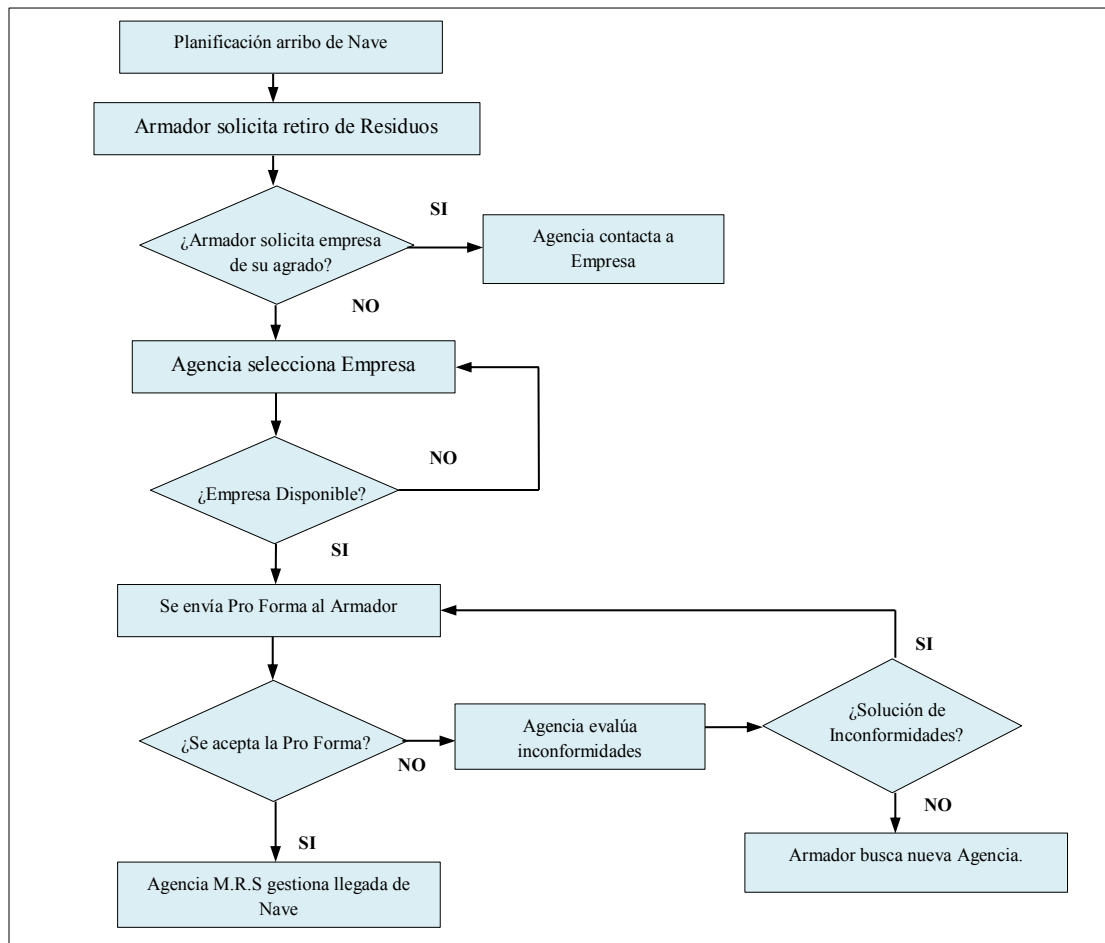 Planificación arribo de Nave
Armador solicita retiro de Residuos
¿Armador solicita empresa
de su agrado?
SI
Agencia contacta a
Empresa
NO
Agencia selecciona Empresa
¿Empresa Disponible?
NO
SI
Se envía Pro Forma al Armador
¿Se acepta la Pro Forma?
NO
Agencia evalúa
inconformidades
¿Solución de
Inconformidades?
SI
NO
Armador busca nueva Agencia.
SI
Agencia M.R.S gestiona llegada de
Nave